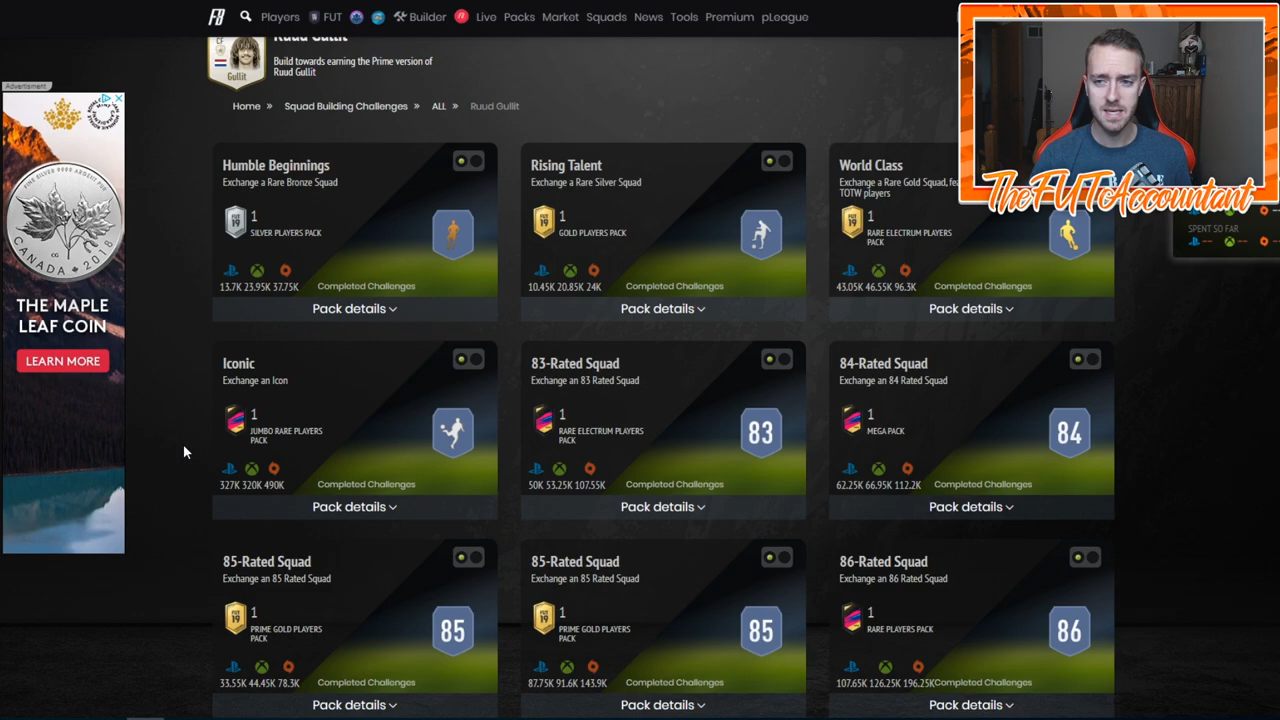 F8 Players FUT Builder Live Packs Market Squads News Tools Premium pLeague
CF
Ruud Gullit
Gullit
Build towards earning the Prime version of
Ruud Gullit
Home » Squad Building Challenges » ALL » Ruud Gullit
Advertisment
CANADA 2018
THE MAPLE
LEAF COIN
LEARN MORE
TheFUTAccountant
SPENT SO FAR
-- -- --
Humble Beginnings
Exchange a Rare Bronze Squad
1
SILVER PLAYERS PACK
13.7K 23.95K 37.75K
Completed Challenges
Pack details
Rising Talent
Exchange a Rare Silver Squad
1
GOLD PLAYERS PACK
10.45K 20.85K 24K
Completed Challenges
Pack details
World Class
Exchange a Rare Gold Squad, fea
TOTW players
1
RARE ELECTRUM PLAYERS
PACK
43.05K 46.55K 96.3K
Completed Challenges
Pack details
Iconic
Exchange an Icon
1
JUMBO RARE PLAYERS
PACK
327K 320K 490K
Completed Challenges
Pack details
83-Rated Squad
Exchange an 83 Rated Squad
1
RARE ELECTRUM PLAYERS
PACK
83
50K 53.25K 107.55K
Completed Challenges
Pack details
84-Rated Squad
Exchange an 84 Rated Squad
1
MEGA PACK
84
62.25K 66.95K 112.2K
Completed Challenges
Pack details
85-Rated Squad
Exchange an 85 Rated Squad
1
PRIME GOLD PLAYERS
PACK
85
33.55K 44.45K 78.3K
Completed Challenges
Pack details
85-Rated Squad
Exchange an 85 Rated Squad
1
PRIME GOLD PLAYERS
PACK
85
87.75K 91.6K 143.9K
Completed Challenges
Pack details
86-Rated Squad
Exchange an 86 Rated Squad
1
RARE PLAYERS PACK
86
107.65K 126.25K 196.25K
Completed Challenges
Pack details